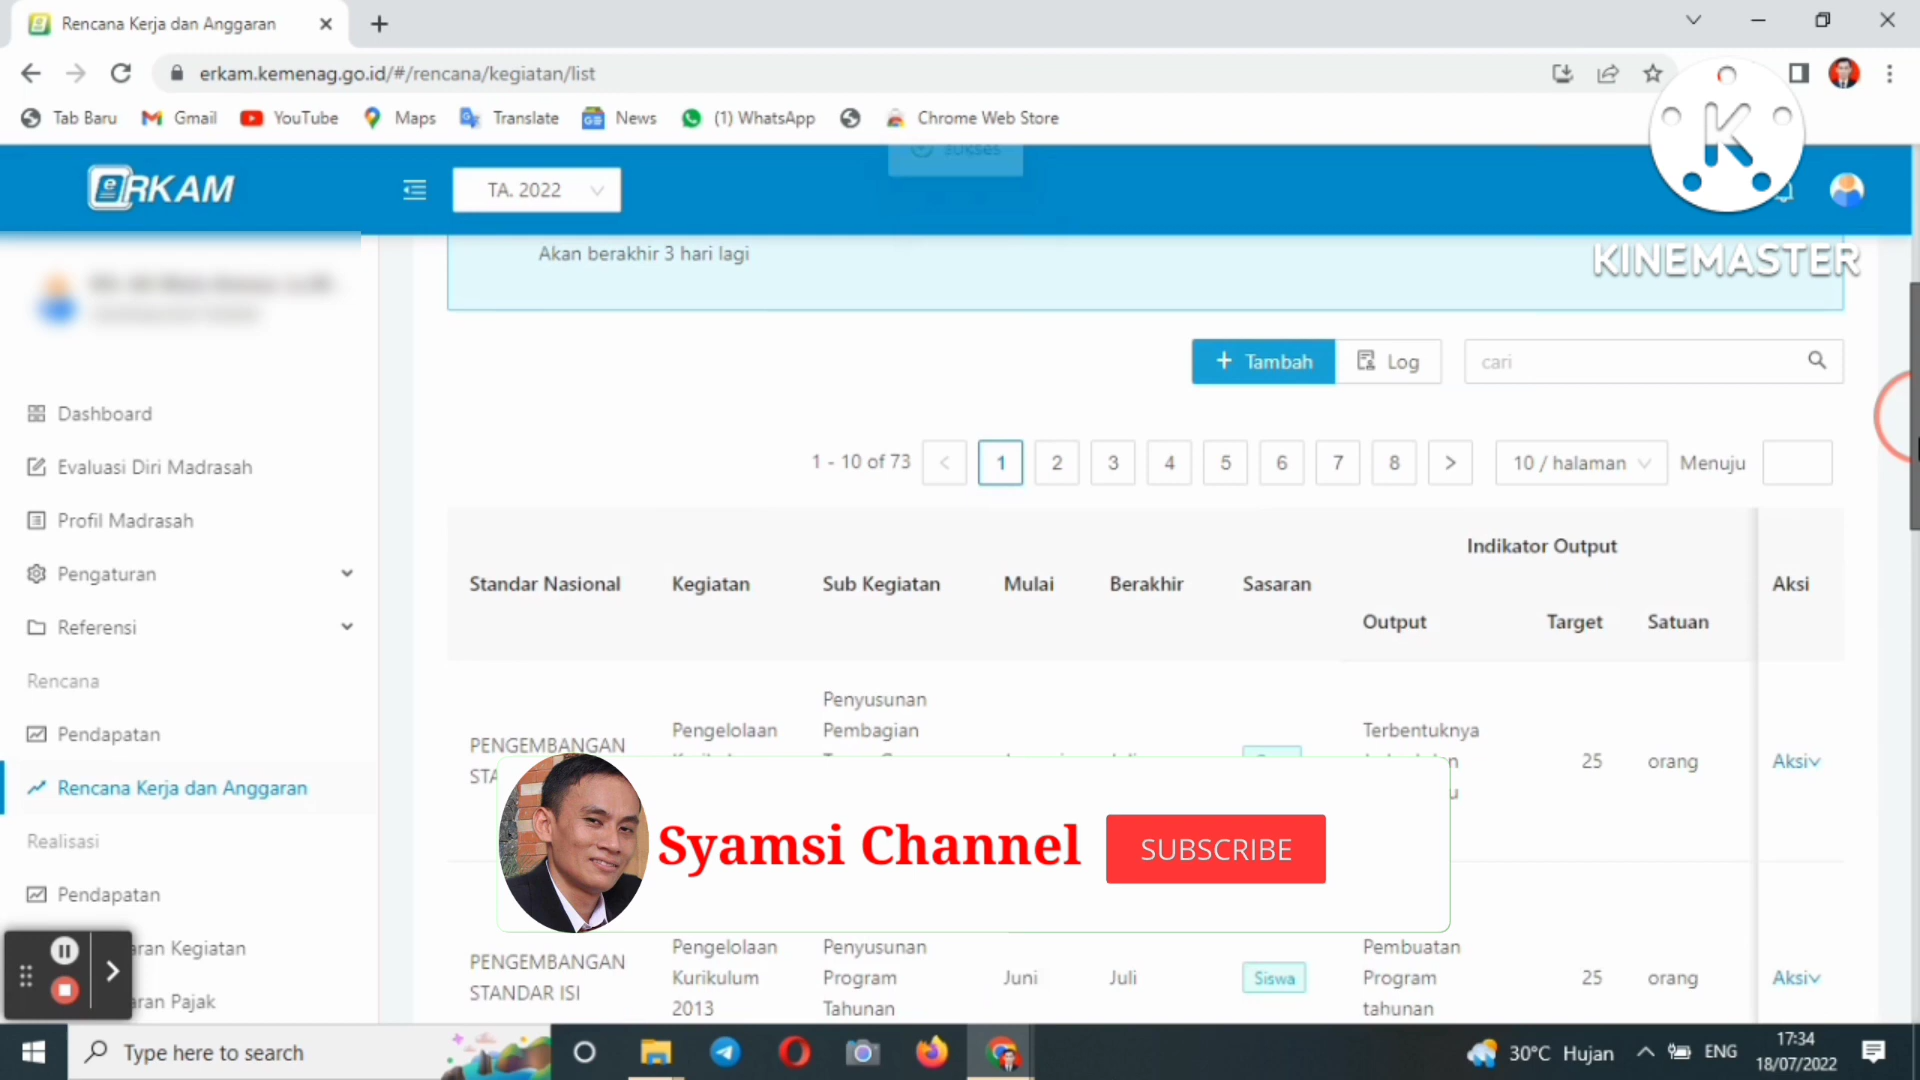 Rencana Kerja dan Anggaran
erkam.kemenag.go.id/#/rencana/kegiatan/list
Tab Baru Gmail YouTube Maps Translate News (1) WhatsApp Chrome Web Store
eRKAM TA. 2022 sukses
K
KINEMASTER
Akan berakhir 3 hari lagi
+ Tambah Log cari
Dashboard
Evaluasi Diri Madrasah
Profil Madrasah
Pengaturan
Referensi
Rencana
Pendapatan
Rencana Kerja dan Anggaran
Realisasi
Pendapatan
aran Kegiatan
aran Pajak
1 - 10 of 73 < 1 2 3 4 5 6 7 8 > 10 / halaman Menuju
Indikator Output
Standar Nasional Kegiatan Sub Kegiatan Mulai Berakhir Sasaran Aksi
Output Target Satuan
Penyusunan
Pengelolaan Pembagian Terbentuknya
PENGEMBANGAN
25 orang Aksi
STA
Syamsi Channel SUBSCRIBE
Pengelolaan Penyusunan Pembuatan
PENGEMBANGAN
Kurikulum Program Juni Juli Siswa Program 25 orang Aksi
STANDAR ISI
2013 Tahunan tahunan
Type here to search
30°C Hujan ENG
17:34
18/07/2022